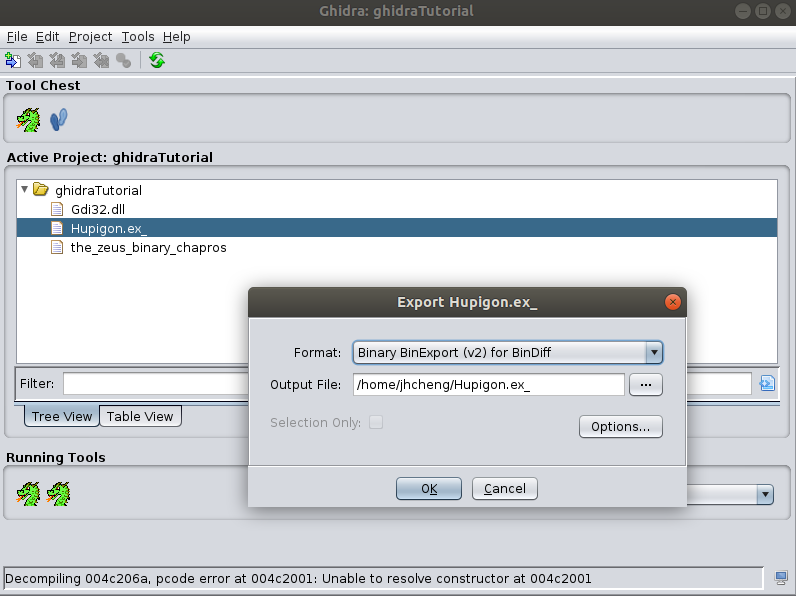 Ghidra: ghidraTutorial
File Edit Project Tools Help
Tool Chest
Active Project: ghidraTutorial
ghidraTutorial
Gdi32.dll
Hupigon.ex_
the_zeus_binary_chapros
Export Hupigon.ex_
Format: Binary BinExport (v2) for BinDiff
Output File: /home/jhcheng/Hupigon.ex_ ...
Selection Only:
Options...
OK Cancel
Filter:
Tree View Table View
Running Tools
Decompiling 004c206a, pcode error at 004c2001: Unable to resolve constructor at 004c2001